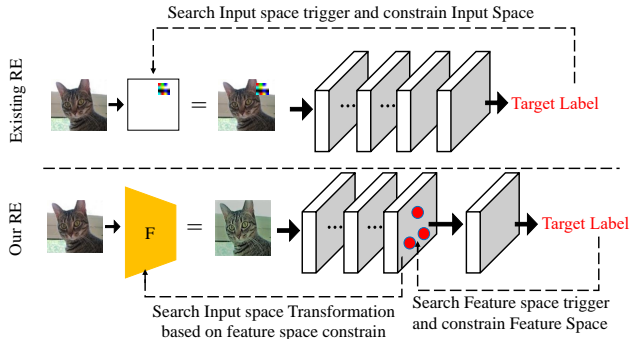 Search Input space trigger and constrain Input Space
Existing RE
...
...
=
Target Label
Our RE
F
=
...
...
Target Label
Search Input space Transformation
based on feature space constrain
Search Feature space trigger
and constrain Feature Space